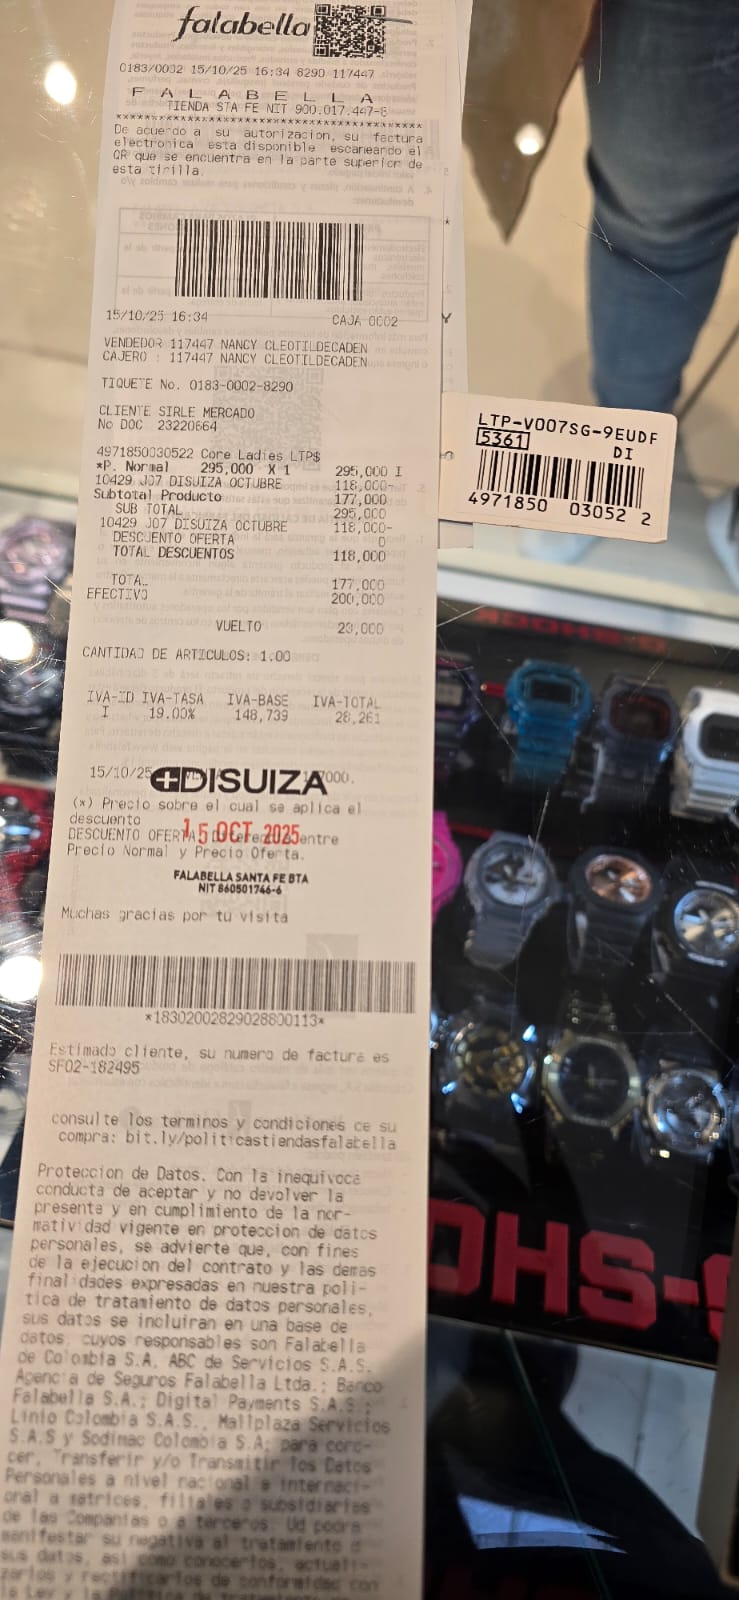 falabella
0183/0002 15/10/25 16:34 8290 117447
F A L A B E L L A
TIENDA STA FE NIT 900.017.447-8
****************************************
De acuerdo a su autorizacion, su factura
electronica esta disponible escaneando el
QR que se encuentra en la parte superior de
esta tirilla.
15/10/25 16:34 CAJA 0002
VENDEDOR 117447 NANCY CLEOTILDECADEN
CAJERO : 117447 NANCY CLEOTILDECADEN
TIQUETE No. 0183-0002-8290
CLIENTE SIRLE MERCADO
No DOC 23220664
4971850030522 Core Ladies LTP$
*P. Normal 295,000 X 1 295,000 I
10429 J07 DISUIZA OCTUBRE 118,000-
Subtotal Producto 177,000
SUB TOTAL 295,000
10429 J07 DISUIZA OCTUBRE 118,000-
DESCUENTO OFERTA 0
TOTAL DESCUENTOS 118,000
TOTAL 177,000
EFECTIVO 200,000
VUELTO 23,000
CANTIDAD DE ARTICULOS: 1.00
IVA-ID IVA-TASA IVA-BASE IVA-TOTAL
I 19.00% 148,739 28,261
15/10/25
DISUIZA
(*) Precio sobre el cual se aplica el
descuento
DESCUENTO OFERTA: Diferencia entre
15 OCT 2025
Precio Normal y Precio Oferta.
FALABELLA SANTA FE BTA
NIT 860501746-6
Muchas gracias por tu visita
*18302002829028800113*
Estimado cliente, su numero de factura es
SF02-182495
consulte los terminos y condiciones de su
compra: bit.ly/politicastiendasfalabella
Proteccion de Datos. Con la inequivoca
conducta de aceptar y no devolver la
presente y en cumplimiento de la nor-
matividad vigente en proteccion de datos
personales, se advierte que, con fines
de la ejecucion del contrato y las demas
finalidades expresadas en nuestra poli-
tica de tratamiento de datos personales,
sus datos se incluiran en una base de
datos, cuyos responsables son Falabella
de Colombia S.A, ABC de Servicios S.A.S.
Agencia de Seguros Falabella Ltda.; Banco
Falabella S.A.; Digital Payments S.A.S.;
Linio Colombia S.A.S., Mallplaza Servicios
S.A.S y Sodimac Colombia S.A; para cono-
cer, Transferir y/o Transmitir los Datos
Personales a nivel nacional e internaci-
onal a matrices, filiales o subsidiarias
de las Companias o a terceros. Ud podra
manifestar su negativa al tratamiento d
sus datos, asi como conocerlos, actuali-
zarlos y rectificarlos de conformidad con
LTP-V007SG-9EUDF
5361 DI
4971850 03052 2